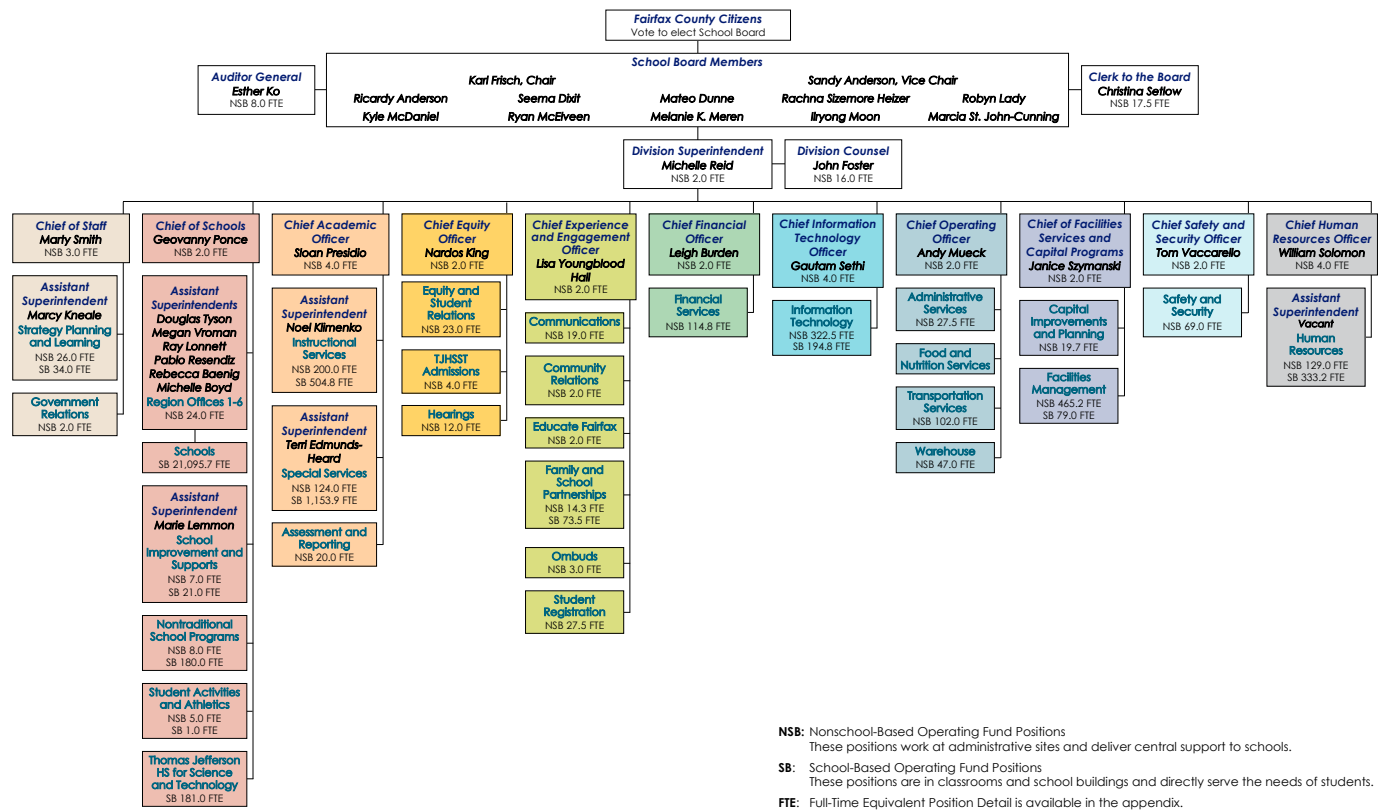 Fairfax County Citizens
Vote to elect School Board
School Board Members
Karl Frisch, Chair
Sandy Anderson, Vice Chair
Ricardy Anderson
Seema Dixit
Mateo Dunne
Rachna Sizemore Heizer
Robyn Lady
Kyle McDaniel
Ryan McElveen
Melanie K. Meren
Ilryong Moon
Marcia St. John-Cunning
Auditor General
Esther Ko
NSB 8.0 FTE
Clerk to the Board
Christina Setlow
NSB 17.5 FTE
Division Superintendent
Michelle Reid
NSB 2.0 FTE
Division Counsel
John Foster
NSB 16.0 FTE
Chief of Staff
Marty Smith
NSB 3.0 FTE
Assistant
Superintendent
Marcy Kneale
Strategy Planning
and Learning
NSB 26.0 FTE
SB 34.0 FTE
Government
Relations
NSB 2.0 FTE
Chief of Schools
Geovanny Ponce
NSB 2.0 FTE
Assistant
Superintendents
Douglas Tyson
Megan Vroman
Ray Lonnett
Pablo Resendiz
Rebecca Baenig
Michelle Boyd
Region Offices 1-6
NSB 24.0 FTE
Schools
SB 21,095.7 FTE
Assistant
Superintendent
Marie Lemmon
School
Improvement and
Supports
NSB 7.0 FTE
SB 21.0 FTE
Nontraditional
School Programs
NSB 8.0 FTE
SB 180.0 FTE
Student Activities
and Athletics
NSB 5.0 FTE
SB 1.0 FTE
Thomas Jefferson
HS for Science
and Technology
SB 181.0 FTE
Chief Academic
Officer
Sloan Presidio
NSB 4.0 FTE
Assistant
Superintendent
Noel Klimenko
Instructional
Services
NSB 200.0 FTE
SB 504.8 FTE
Assistant
Superintendent
Terri Edmunds-
Heard
Special Services
NSB 124.0 FTE
SB 1,153.9 FTE
Assessment and
Reporting
NSB 20.0 FTE
Chief Equity
Officer
Nardos King
NSB 2.0 FTE
Equity and
Student
Relations
NSB 23.0 FTE
TJHSST
Admissions
NSB 4.0 FTE
Hearings
NSB 12.0 FTE
Chief Experience
and Engagement
Officer
Lisa Youngblood
Hall
NSB 2.0 FTE
Communications
NSB 19.0 FTE
Community
Relations
NSB 2.0 FTE
Educate Fairfax
NSB 2.0 FTE
Family and
School
Partnerships
NSB 14.3 FTE
SB 73.5 FTE
Ombuds
NSB 3.0 FTE
Student
Registration
NSB 27.5 FTE
Chief Financial
Officer
Leigh Burden
NSB 2.0 FTE
Financial
Services
NSB 114.8 FTE
Chief Information
Technology
Officer
Gautam Sethi
NSB 4.0 FTE
Information
Technology
NSB 322.5 FTE
SB 194.8 FTE
Chief Operating
Officer
Andy Mueck
NSB 2.0 FTE
Administrative
Services
NSB 27.5 FTE
Food and
Nutrition Services
Transportation
Services
NSB 102.0 FTE
Warehouse
NSB 47.0 FTE
Chief of Facilities
Services and
Capital Programs
Janice Szymanski
NSB 2.0 FTE
Capital
Improvements
and Planning
NSB 19.7 FTE
Facilities
Management
NSB 465.2 FTE
SB 79.0 FTE
Chief Safety and
Security Officer
Tom Vaccarello
NSB 2.0 FTE
Safety and
Security
NSB 69.0 FTE
Chief Human
Resources Officer
William Solomon
NSB 4.0 FTE
Assistant
Superintendent
Vacant
Human
Resources
NSB 129.0 FTE
SB 333.2 FTE
NSB: Nonschool-Based Operating Fund Positions
These positions work at administrative sites and deliver central support to schools.
SB: School-Based Operating Fund Positions
These positions are in classrooms and school buildings and directly serve the needs of students.
FTE: Full-Time Equivalent Position Detail is available in the appendix.